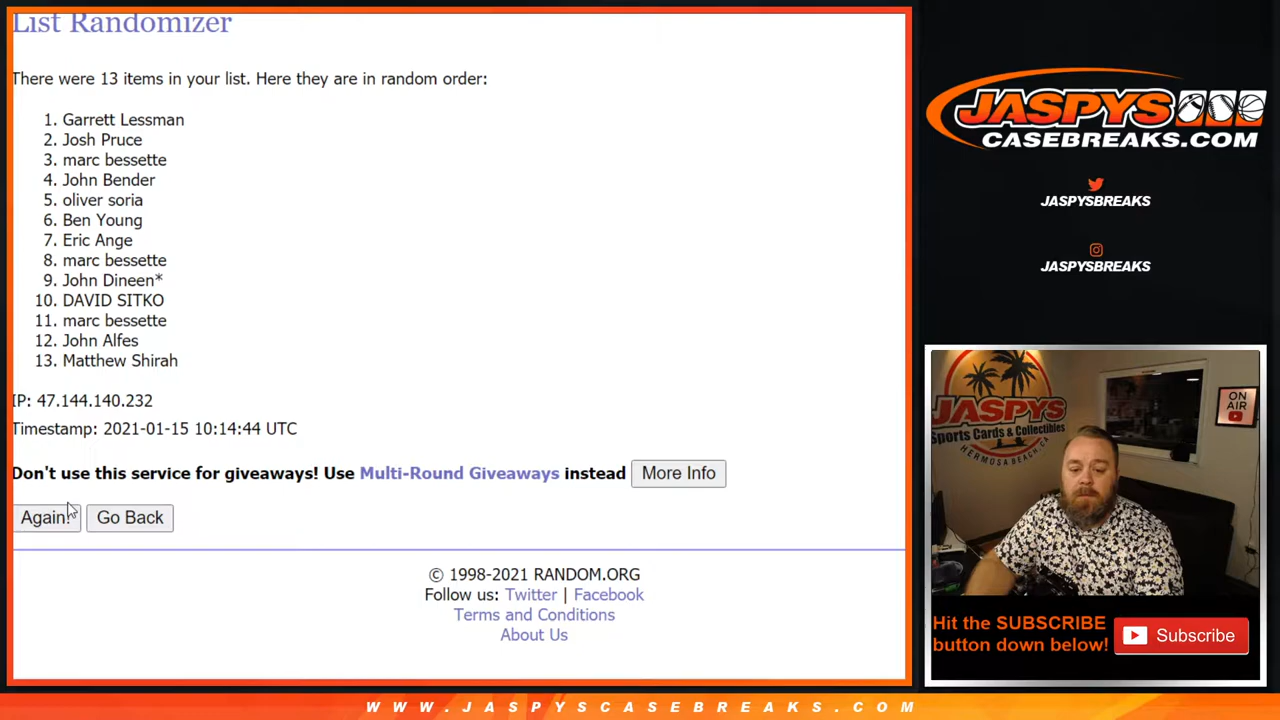 List Randomizer
There were 13 items in your list. Here they are in random order:
1. Garrett Lessman
2. Josh Pruce
3. marc bessette
4. John Bender
5. oliver soria
6. Ben Young
7. Eric Ange
8. marc bessette
9. John Dineen*
10. DAVID SITKO
11. marc bessette
12. John Alfes
13. Matthew Shirah
IP: 47.144.140.232
Timestamp: 2021-01-15 10:14:44 UTC
Don't use this service for giveaways! Use Multi-Round Giveaways instead More Info
Again! Go Back
© 1998-2021 RANDOM.ORG
Follow us: Twitter | Facebook
Terms and Conditions
About Us
JASPYS
CASEBREAKS.COM
JASPYSBREAKS
JASPYSBREAKS
JASPYS
Sports Cards & Collectibles
HERMOSA BEACH, CA
ON
AIR
Hit the SUBSCRIBE
button down below!
Subscribe
WWW.JASPYSCASEBREAKS.COM